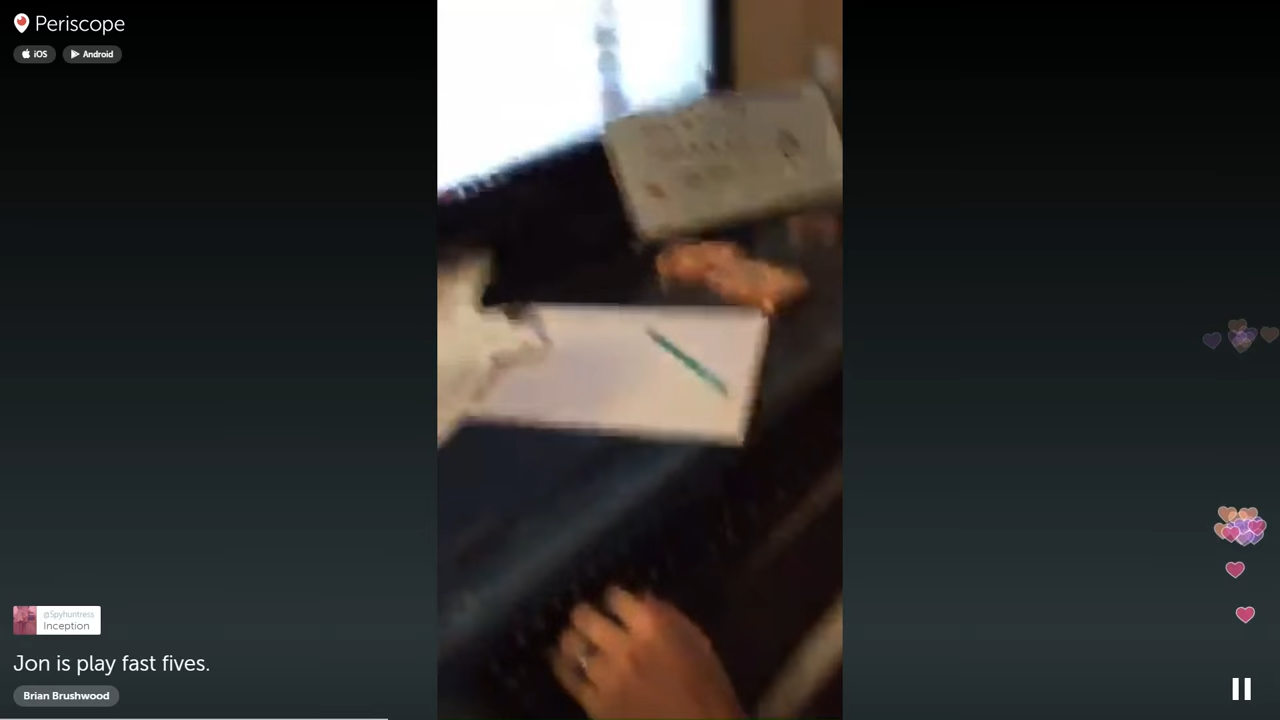 Periscope
iOS
Android
@Spyhuntress
Inception
Jon is play fast fives.
Brian Brushwood